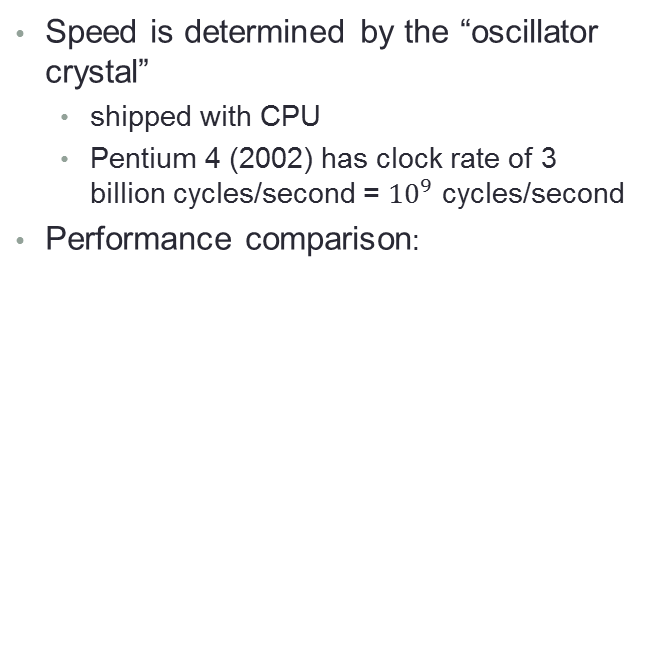 • Speed is determined by the “oscillator
crystal”
• shipped with CPU
• Pentium 4 (2002) has clock rate of 3
billion cycles/second = 10⁹ cycles/second
• Performance comparison: